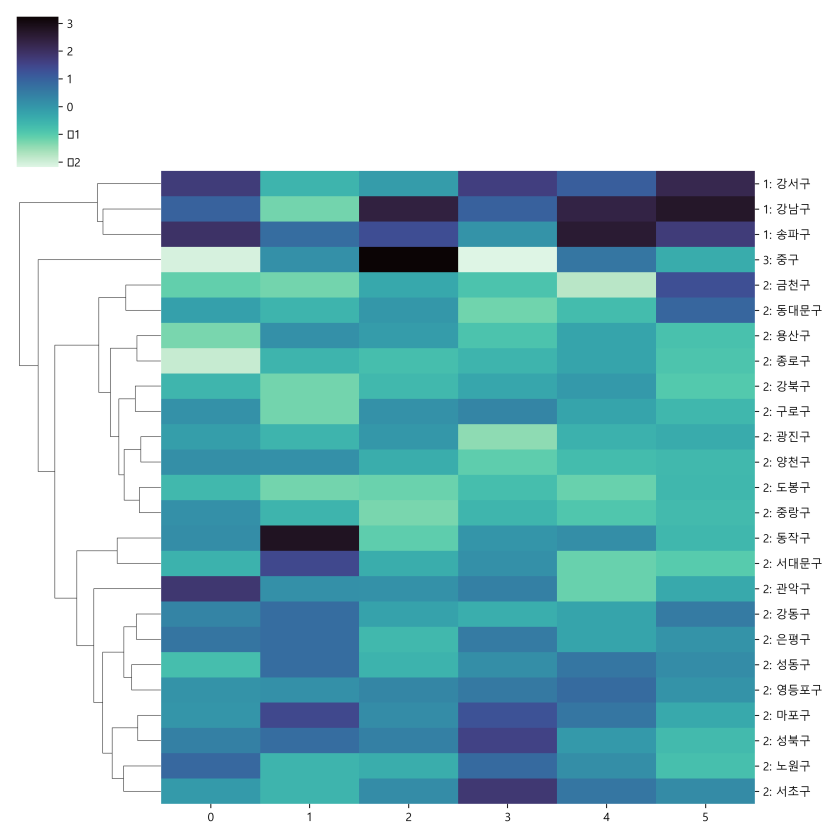 3
2
1
0
▯1
▯2
1: 강서구
1: 강남구
1: 송파구
3: 중구
2: 금천구
2: 동대문구
2: 용산구
2: 종로구
2: 강북구
2: 구로구
2: 광진구
2: 양천구
2: 도봉구
2: 중랑구
2: 동작구
2: 서대문구
2: 관악구
2: 강동구
2: 은평구
2: 성동구
2: 영등포구
2: 마포구
2: 성북구
2: 노원구
2: 서초구
0 1 2 3 4 5